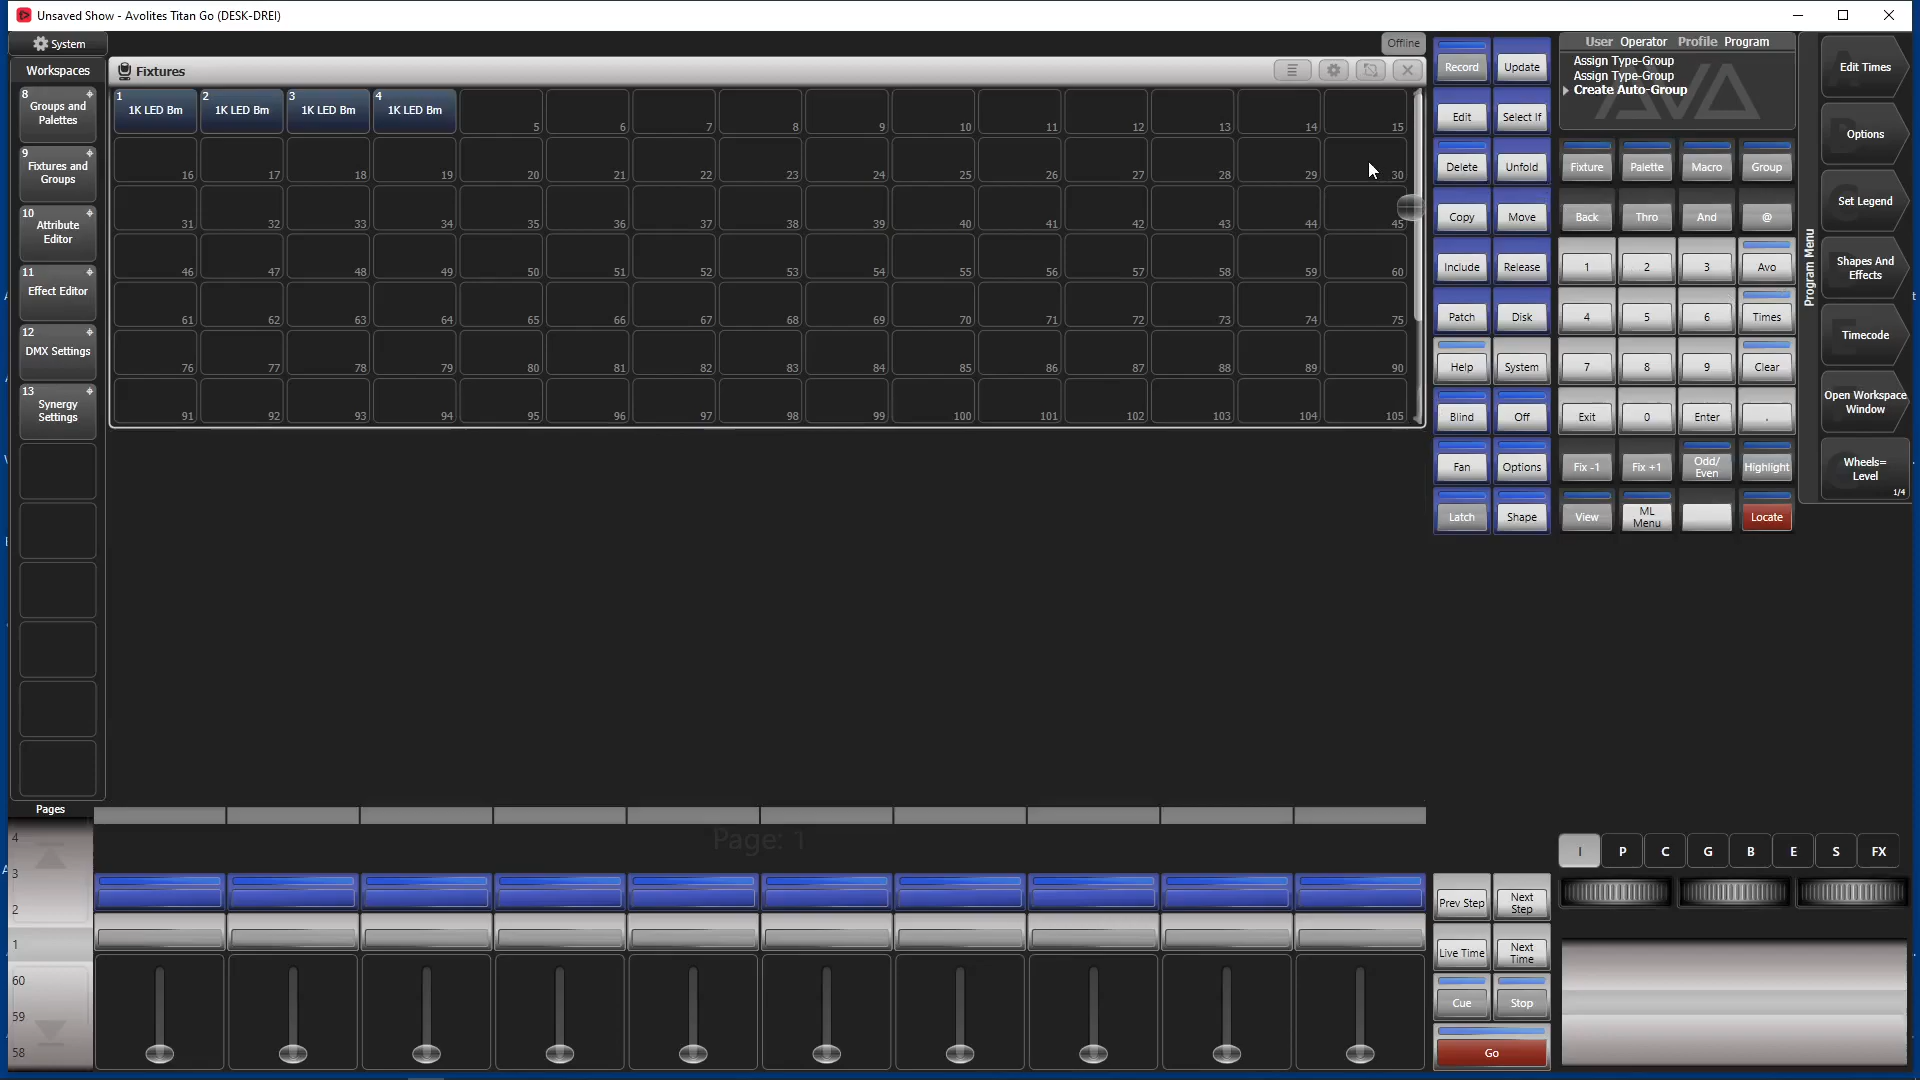 Unsaved Show - Avolites Titan Go (DESK-DREI)
System
Workspaces
8
Groups and
Palettes
9
Fixtures and
Groups
10
Attribute
Editor
11
Effect Editor
12
DMX Settings
13
Synergy
Settings
Pages
4
3
2
1
60
59
58
Fixtures
Offline
1 2 3 4
1K LED Bm 1K LED Bm 1K LED Bm 1K LED Bm
5 6 7 8 9 10 11 12 13 14 15
16 17 18 19 20 21 22 23 24 25 26 27 28 29 30
31 32 33 34 35 36 37 38 39 40 41 42 43 44 45
46 47 48 49 50 51 52 53 54 55 56 57 58 59 60
61 62 63 64 65 66 67 68 69 70 71 72 73 74 75
76 77 78 79 80 81 82 83 84 85 86 87 88 89 90
91 92 93 94 95 96 97 98 99 100 101 102 103 104 105
Page: 1
Record Update
Edit Select If
Delete Unfold
Copy Move
Include Release
Patch Disk
Help System
Blind Off
Fan Options
Latch Shape
User Operator Profile Program
Assign Type-Group
Assign Type-Group
Create Auto-Group
AVA
Fixture Palette Macro Group
Back Thro And @
1 2 3 Avo
4 5 6 Times
7 8 9 Clear
Exit 0 Enter .
Fix -1 Fix +1 Odd/
Even Highlight
View ML
Menu Locate
Program Menu
Edit Times
Options
Set Legend
Shapes And
Effects
Timecode
Open Workspace
Window
Wheels=
Level
1/4
I P C G B E S FX
Prev Step Next
Step
Live Time Next
Time
Cue Stop
Go